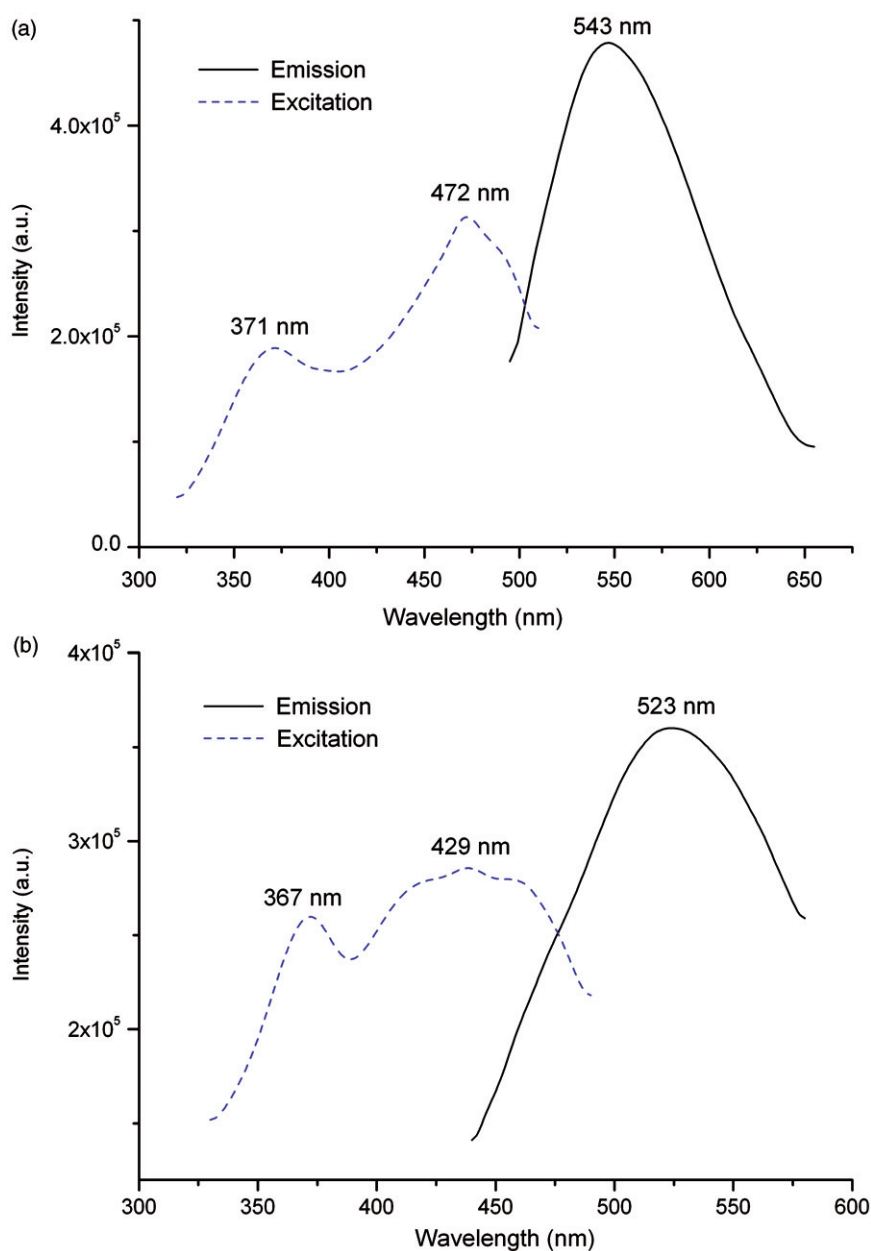 (a)
543 nm
Emission
Excitation
4.0x10⁵
472 nm
371 nm
2.0x10⁵
Intensity (a.u.)
0.0
300 350 400 450 500 550 600 650
Wavelength (nm)
(b)
4x10⁵
Emission
523 nm
Excitation
3x10⁵
429 nm
367 nm
Intensity (a.u.)
2x10⁵
300 350 400 450 500 550 600
Wavelength (nm)